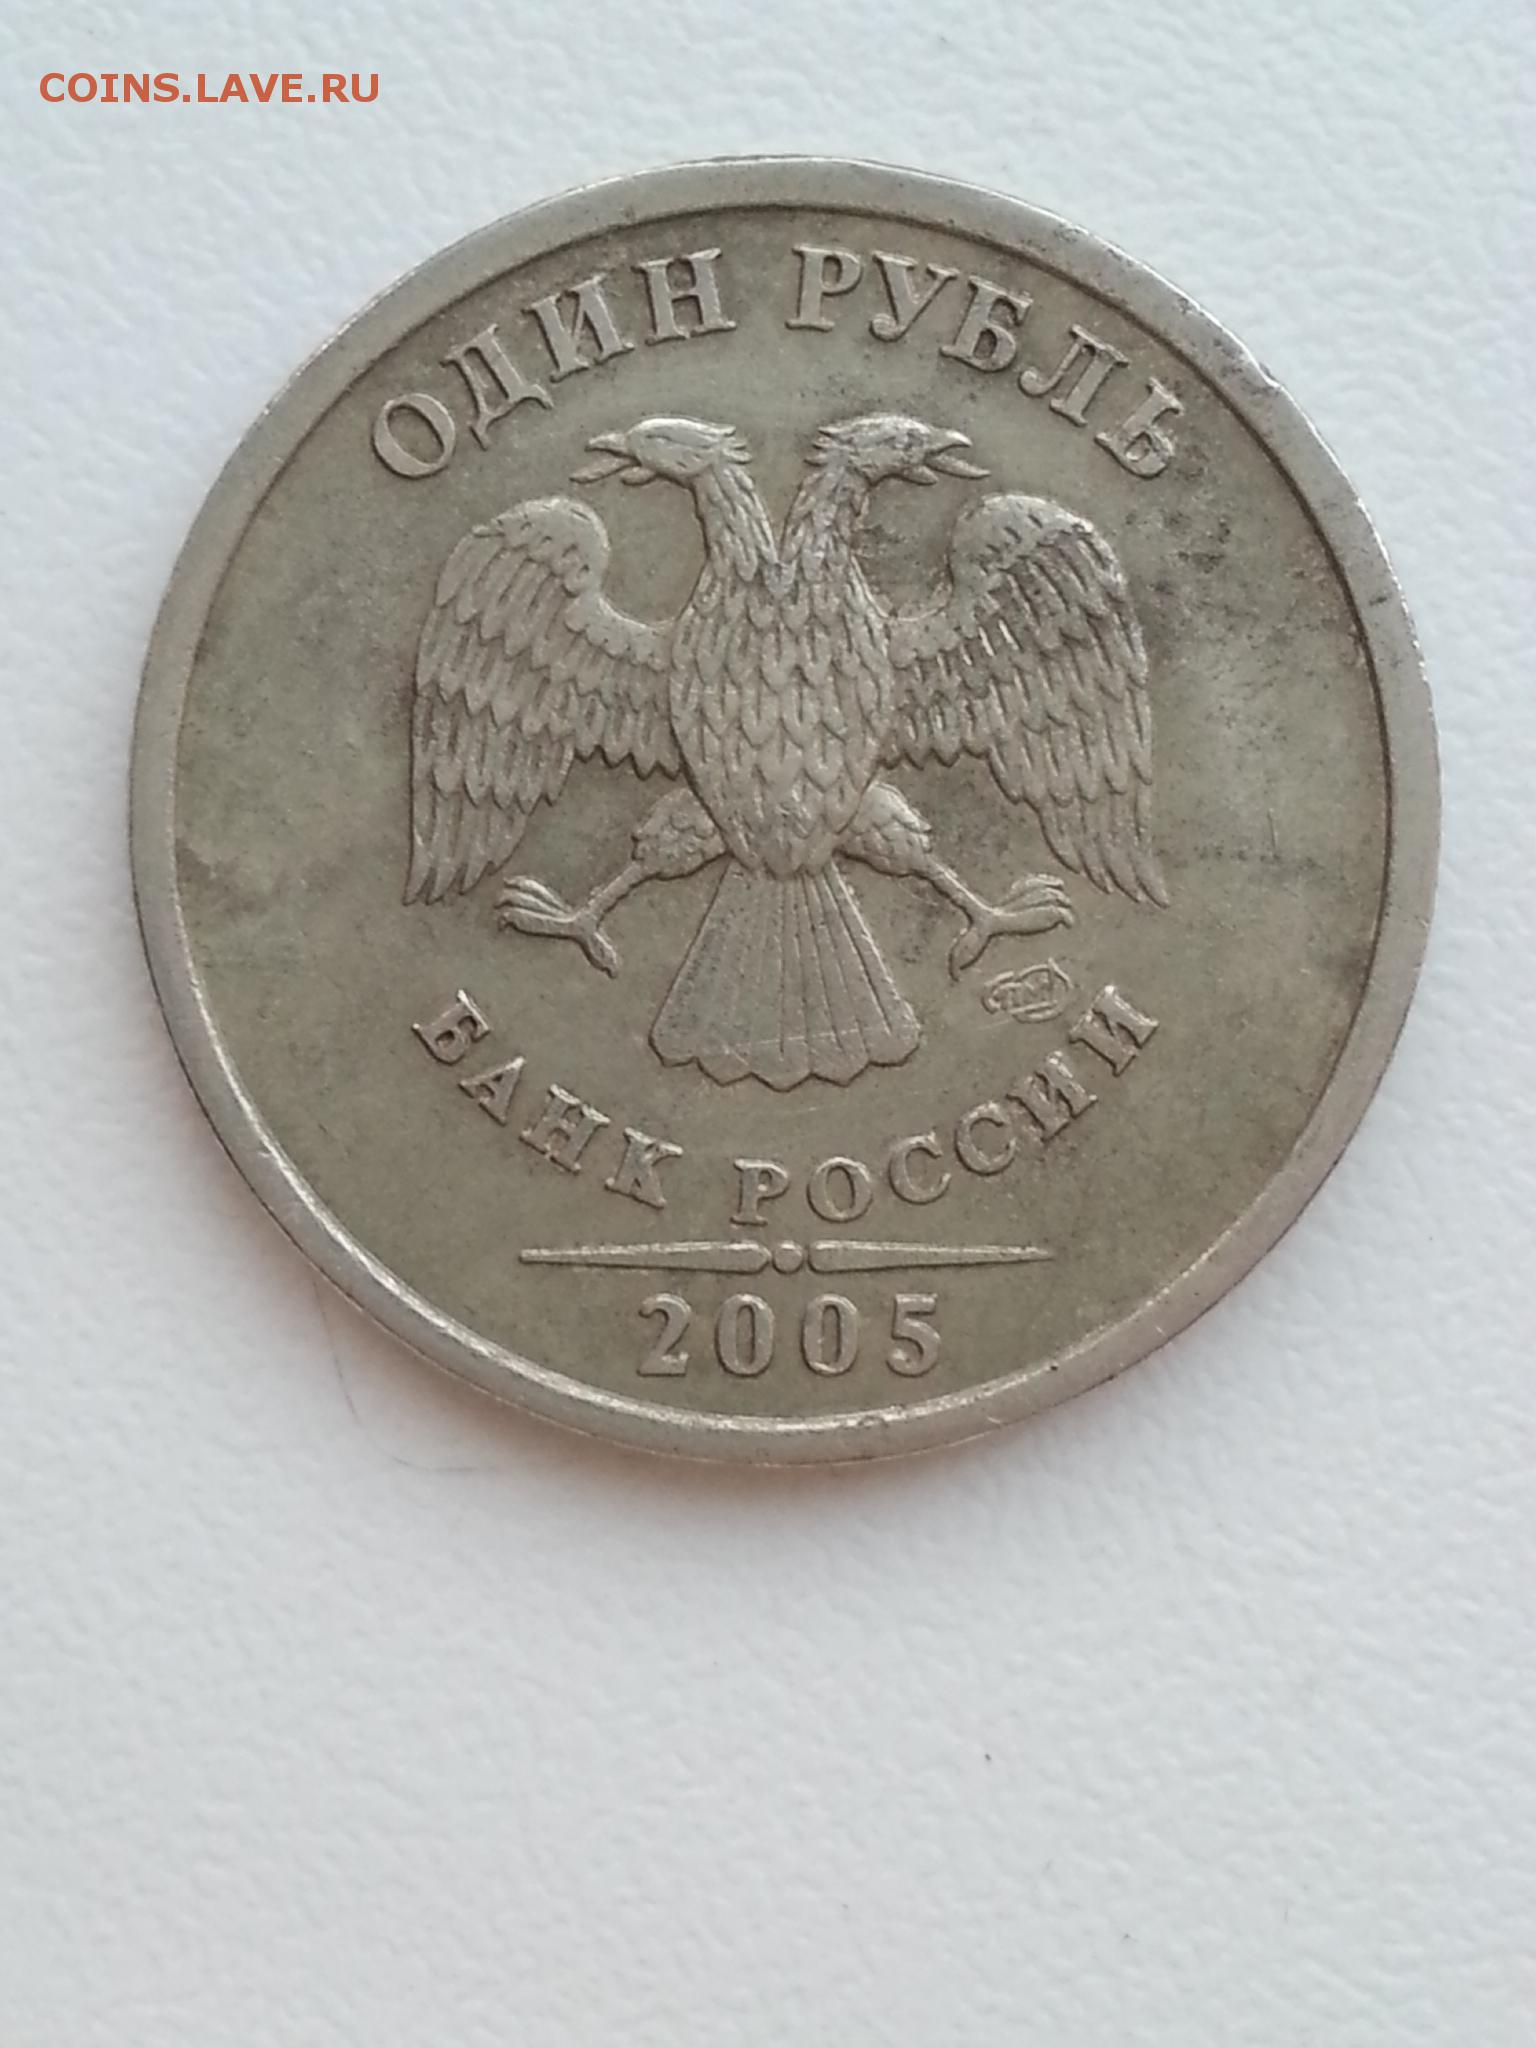 COINS.LAVE.RU
ОДИН РУБЛЬ
БАНК РОССИИ
2005